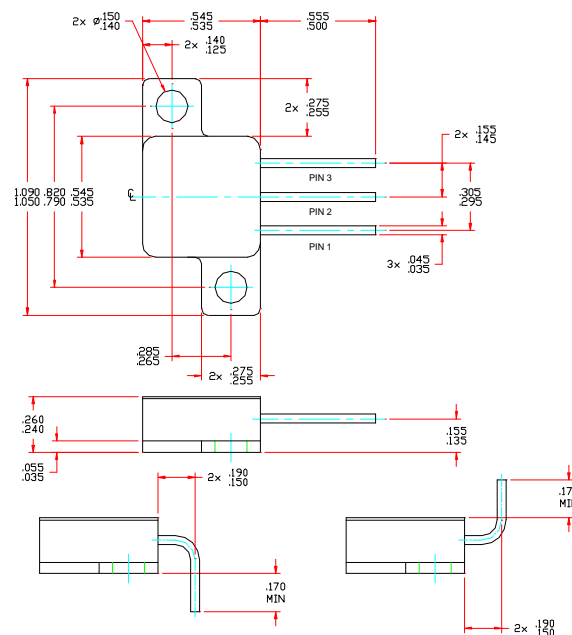 2x ø.150
.140
.545
.535
.555
.500
2x .140
.125
2x .275
.255
2x .155
.145
PIN 3
1.090 .820 .545
1.050 .790 .535
℄
PIN 2
.305
.295
PIN 1
3x .045
.035
.285
.265
2x .275
.255
.260
.240
.155
.135
.055
.035
2x .190
.150
.170
MIN
.17
MI
2x .190
.150